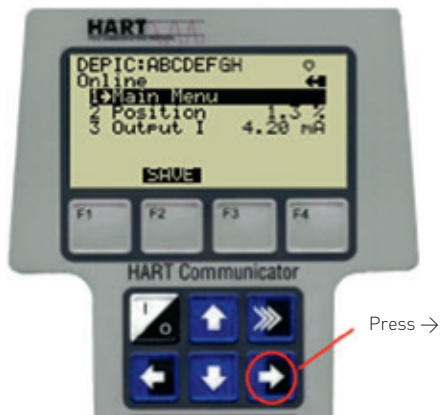 HART
DEPIC:ABCDEFGH
Online
1→Main Menu
2 Position 1.3 %
3 Output I 4.20 mA
SAVE
F1 F2 F3 F4
HART Communicator
I
O
Press →